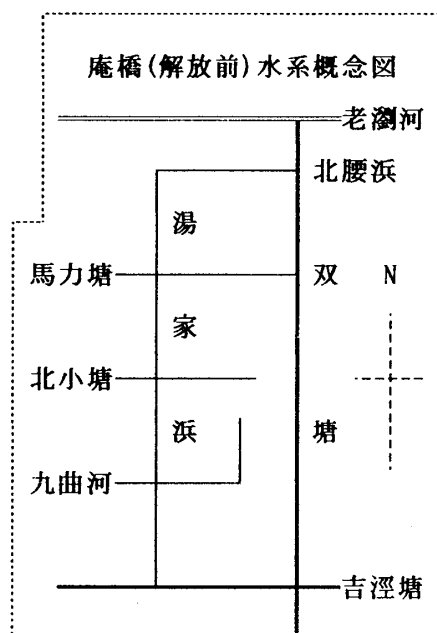 庵橋(解放前)水系概念図
老瀏河
北腰浜
湯家浜
馬力塘
双塘
N
北小塘
九曲河
吉涇塘